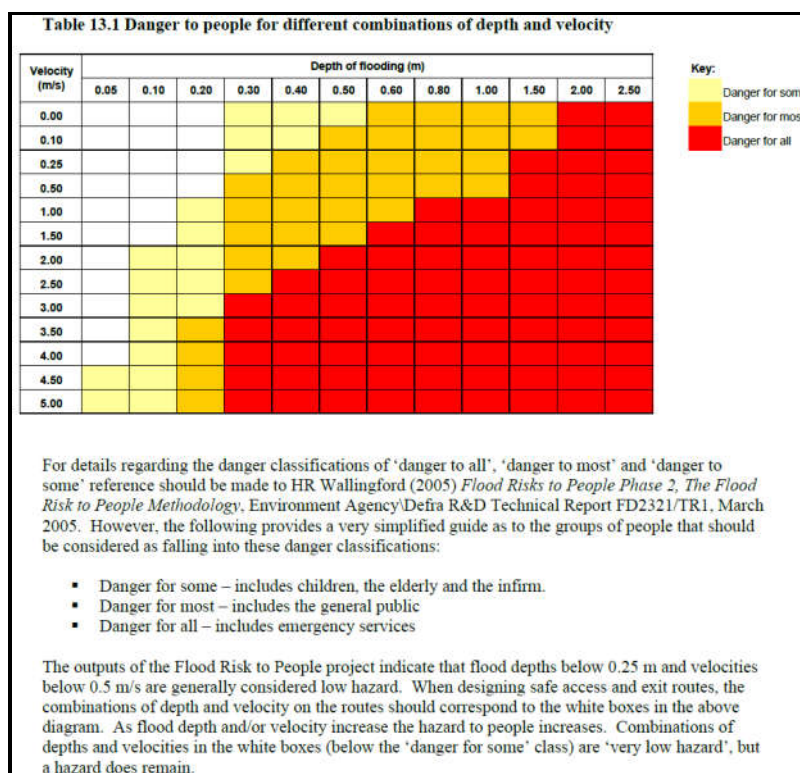 Table 13.1 Danger to people for different combinations of depth and velocity
Velocity (m/s)
Depth of flooding (m)
0.05 0.10 0.20 0.30 0.40 0.50 0.60 0.80 1.00 1.50 2.00 2.50
0.00
0.10
0.25
0.50
1.00
1.50
2.00
2.50
3.00
3.50
4.00
4.50
5.00
Key:
Danger for some
Danger for mos
Danger for all
For details regarding the danger classifications of ‘danger to all’, ‘danger to most’ and ‘danger to
some’ reference should be made to HR Wallingford (2005) Flood Risks to People Phase 2, The Flood
Risk to People Methodology, Environment Agency\Defra R&D Technical Report FD2321/TR1, March
2005. However, the following provides a very simplified guide as to the groups of people that should
be considered as falling into these danger classifications:
▪ Danger for some – includes children, the elderly and the infirm.
▪ Danger for most – includes the general public
▪ Danger for all – includes emergency services
The outputs of the Flood Risk to People project indicate that flood depths below 0.25 m and velocities
below 0.5 m/s are generally considered low hazard. When designing safe access and exit routes, the
combinations of depth and velocity on the routes should correspond to the white boxes in the above
diagram. As flood depth and/or velocity increase the hazard to people increases. Combinations of
depths and velocities in the white boxes (below the ‘danger for some’ class) are ‘very low hazard’, but
a hazard does remain.